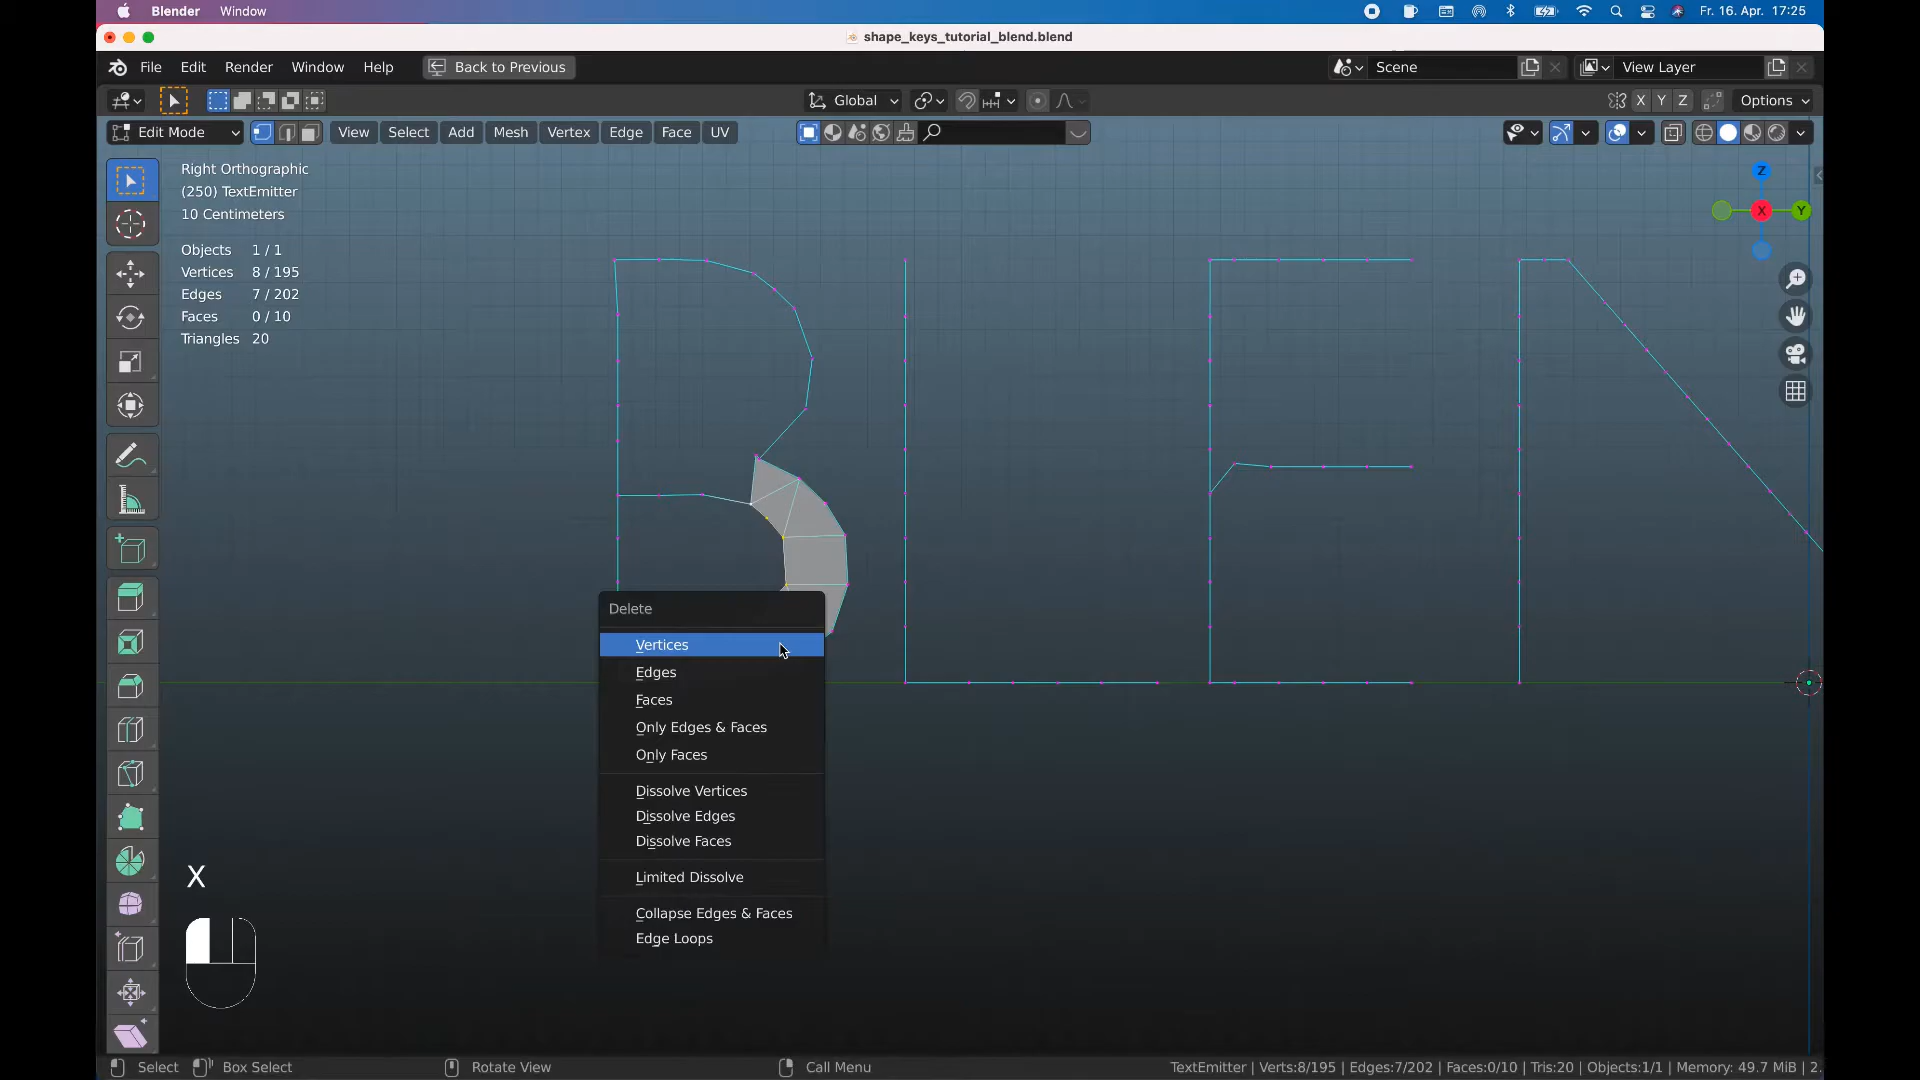 Blender Window Fr. 16. Apr. 17:25
shape_keys_tutorial_blend.blend
File Edit Render Window Help Back to Previous Scene View Layer
Global X Y Z Options
Edit Mode View Select Add Mesh Vertex Edge Face UV
Right Orthographic
(250) TextEmitter
10 Centimeters
Objects 1 / 1
Vertices 8 / 195
Edges 7 / 202
Faces 0 / 10
Triangles 20
Z
X
Y
Delete
Vertices
Edges
Faces
Only Edges & Faces
Only Faces
Dissolve Vertices
Dissolve Edges
Dissolve Faces
Limited Dissolve
Collapse Edges & Faces
Edge Loops
X
Select Box Select Rotate View Call Menu TextEmitter | Verts:8/195 | Edges:7/202 | Faces:0/10 | Tris:20 | Objects:1/1 | Memory: 49.7 MiB | 2.